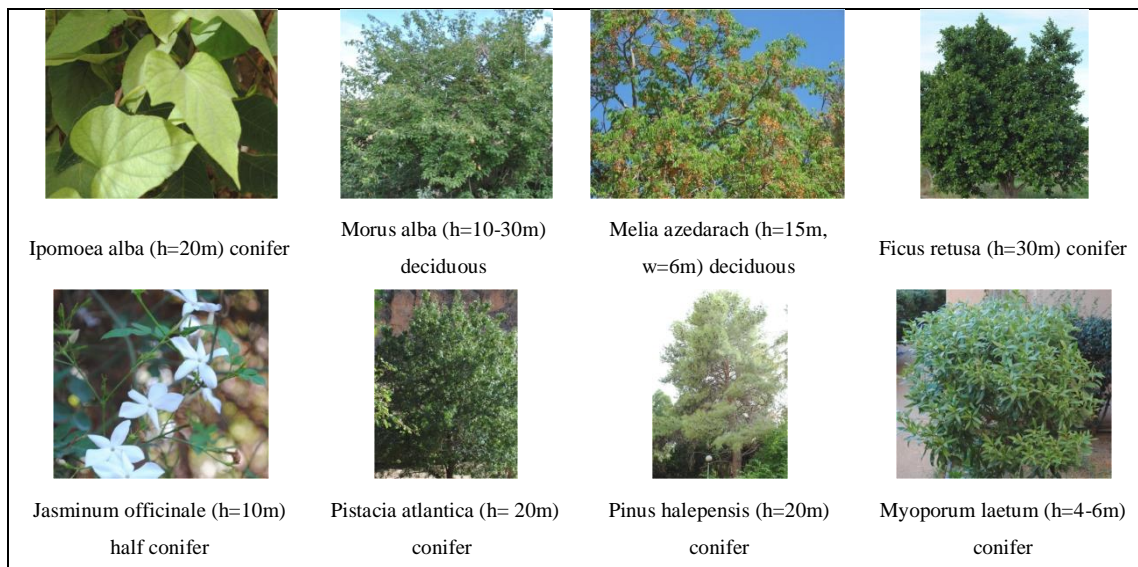 Ipomoea alba (h=20m) conifer
Morus alba (h=10-30m)
deciduous
Melia azedarach (h=15m,
w=6m) deciduous
Ficus retusa (h=30m) conifer
Jasminum officinale (h=10m)
half conifer
Pistacia atlantica (h= 20m)
conifer
Pinus halepensis (h=20m)
conifer
Myoporum laetum (h=4-6m)
conifer